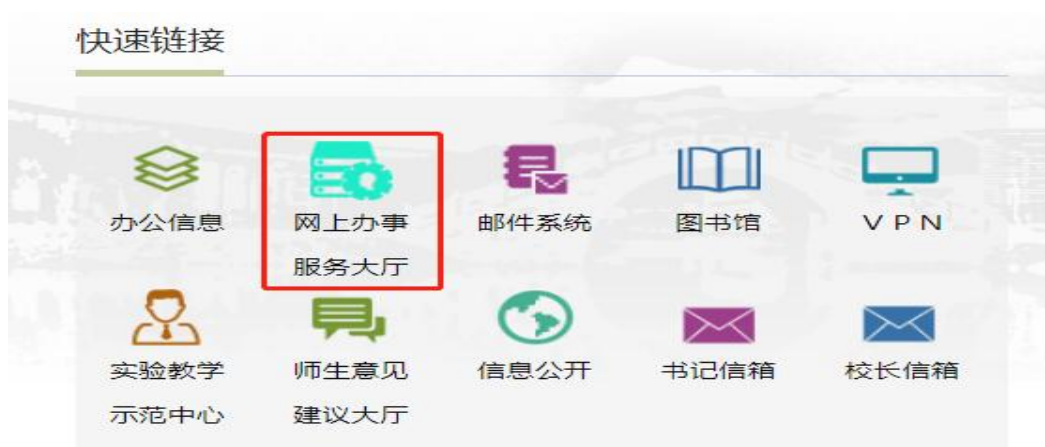 快速链接
办公信息 网上办事 邮件系统 图书馆 VPN
服务大厅
实验教学 师生意见 信息公开 书记信箱 校长信箱
示范中心 建议大厅